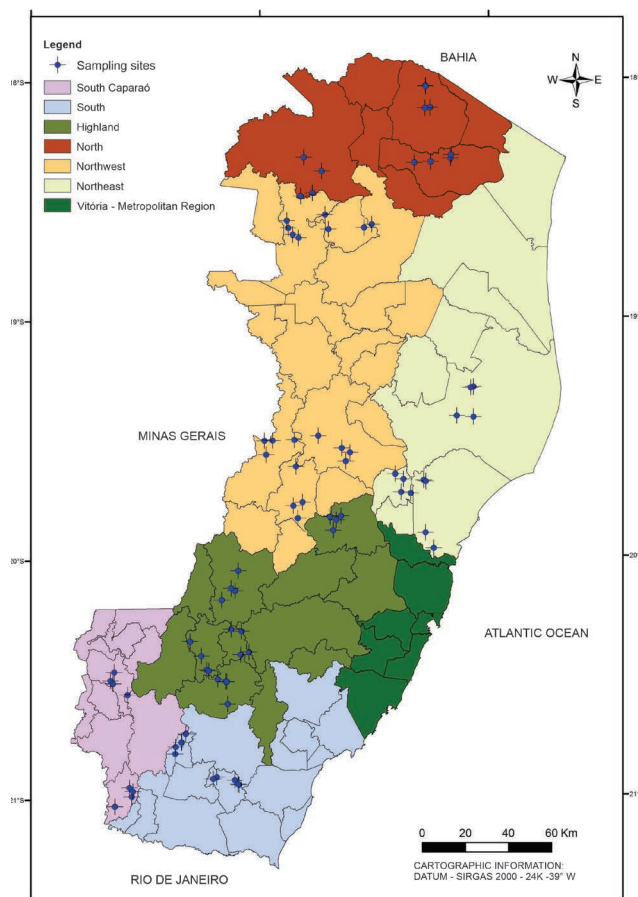 Legend
Sampling sites
South Caparaó
South
Highland
North
Northwest
Northeast
Vitória - Metropolitan Region
BAHIA
N
W E
S
18°S
18°
19°S
19°
MINAS GERAIS
20°S
20°
ATLANTIC OCEAN
21°S
21°
0 20 40 60 Km
CARTOGRAPHIC INFORMATION:
DATUM - SIRGAS 2000 - 24K -39° W
RIO DE JANEIRO